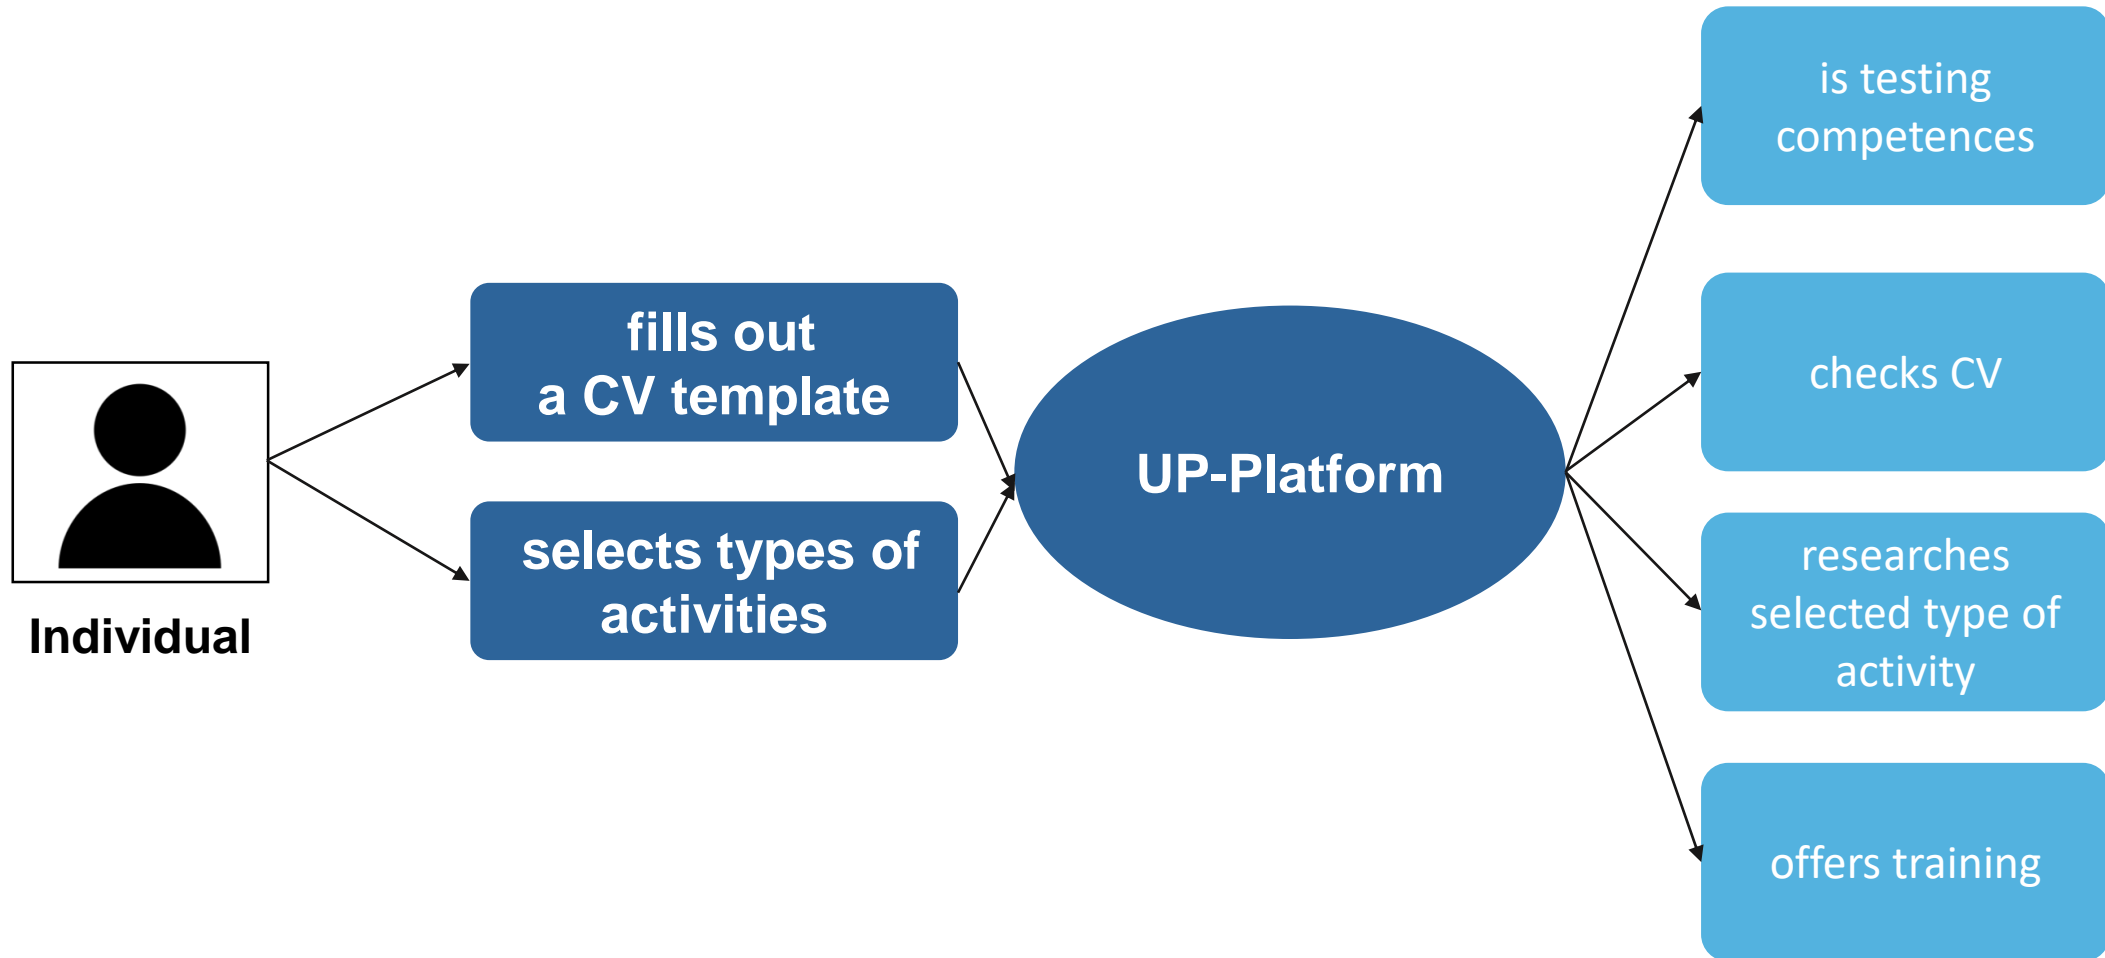 Individual
fills out
a CV template
selects types of
activities
UP-Platform
is testing
competences
checks CV
researches
selected type of
activity
offers training